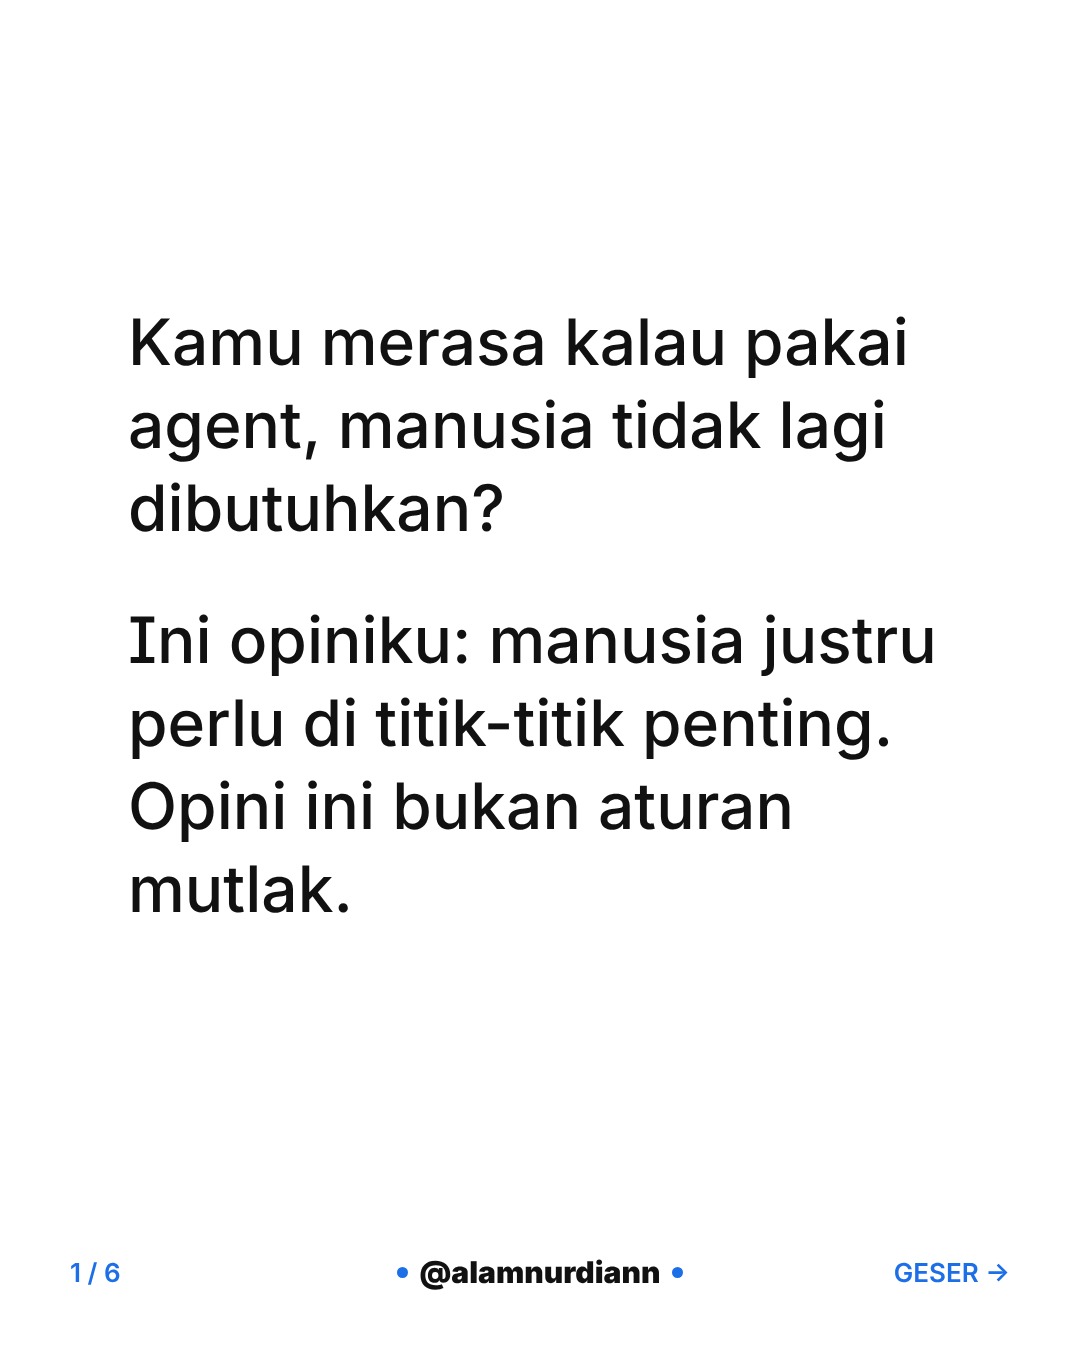 Kamu merasa kalau pakai
agent, manusia tidak lagi
dibutuhkan?
Ini opiniku: manusia justru
perlu di titik-titik penting.
Opini ini bukan aturan
mutlak.
1 / 6
• @alamnurdiann •
GESER →